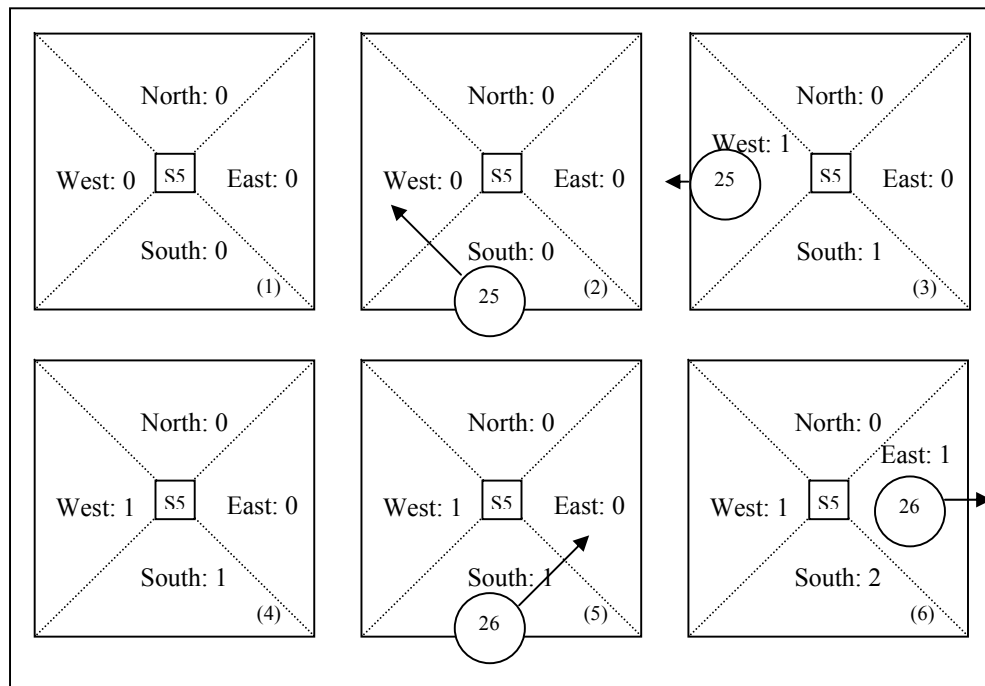 North: 0
S5
West: 0
East: 0
South: 0
(1)
North: 0
S5
West: 0
East: 0
South: 0
25
(2)
North: 0
West: 1
25
S5
East: 0
South: 1
(3)
North: 0
S5
West: 1
East: 0
South: 1
(4)
North: 0
S5
West: 1
East: 0
South: 1
26
(5)
North: 0
East: 1
S5
West: 1
26
South: 2
(6)